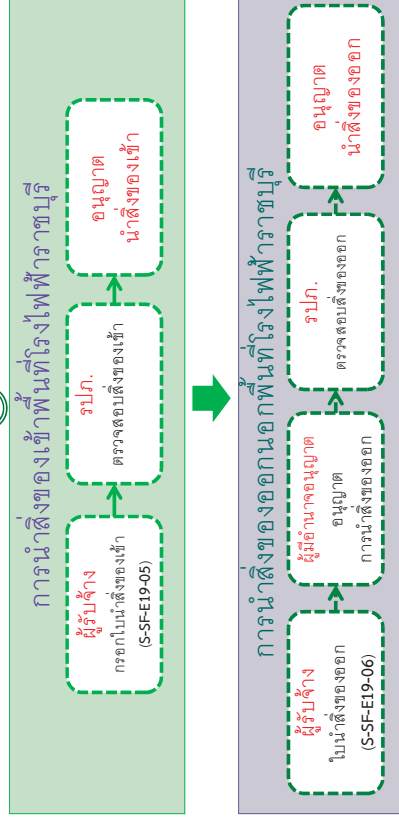 การนำสิ่งของเข้าพื้นที่โรงไฟฟ้าราชบุรี
ผู้รับจ้าง
กรอกใบนำสิ่งของเข้า
(S-SF-E19-05)
รปภ.
ตรวจสอบสิ่งของเข้า
อนุญาต
นำสิ่งของเข้า
การนำสิ่งของออกนอกพื้นที่โรงไฟฟ้าราชบุรี
ผู้รับจ้าง
ใบนำสิ่งของออก
(S-SF-E19-06)
ผู้มีอำนาจอนุญาต
อนุญาต
การนำสิ่งของออก
รปภ.
ตรวจสอบสิ่งของออก
อนุญาต
นำสิ่งของออก